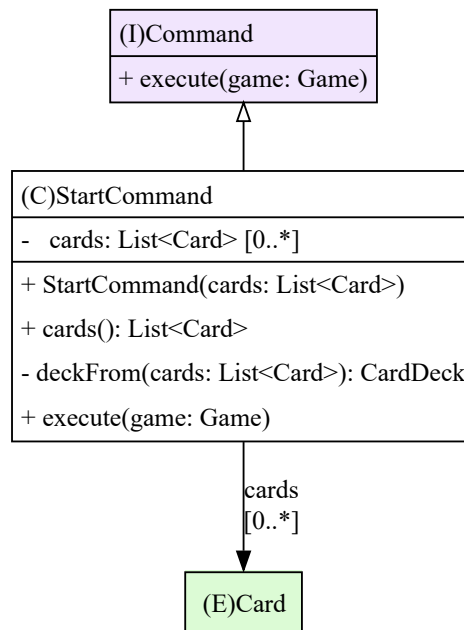 (I)Command
+ execute(game: Game)
(C)StartCommand
- cards: List<Card> [0..*]
+ StartCommand(cards: List<Card>)
+ cards(): List<Card>
- deckFrom(cards: List<Card>): CardDeck
+ execute(game: Game)
cards
[0..*]
(E)Card